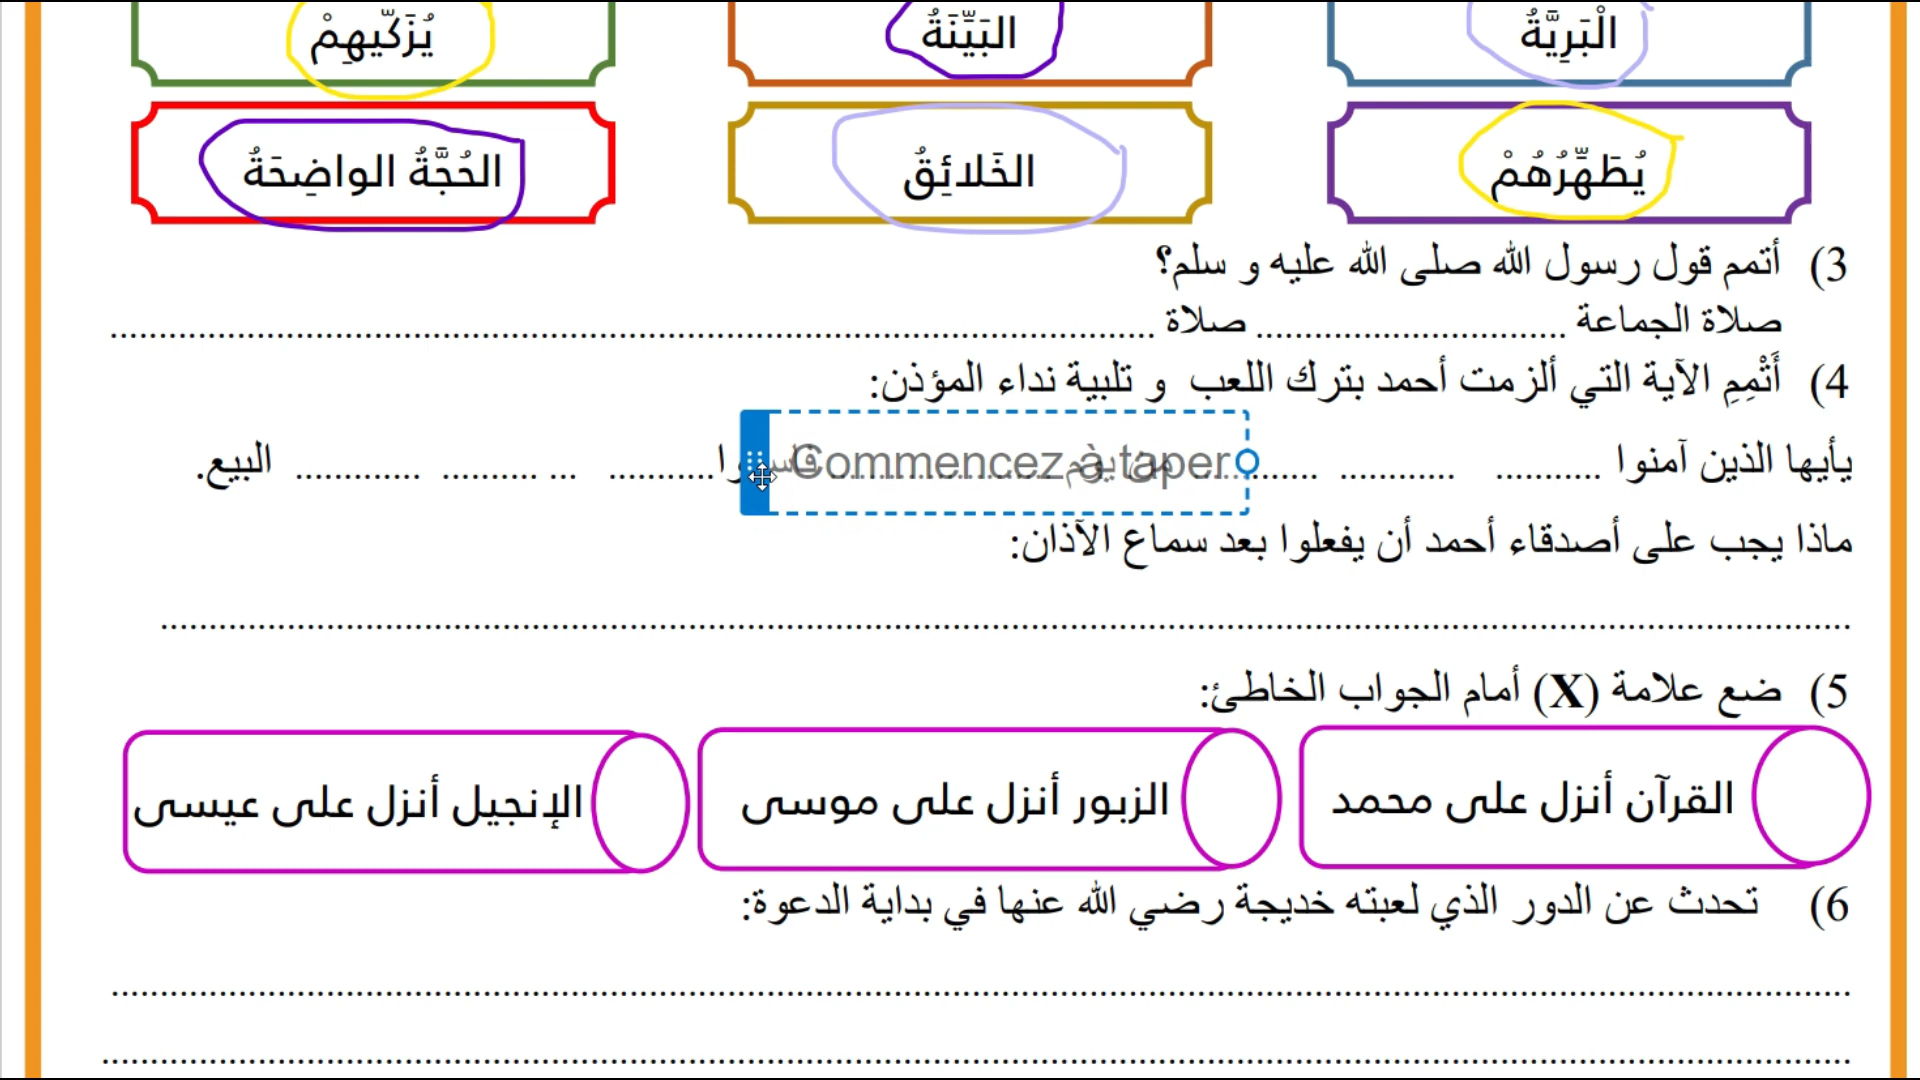 الْبَرِيَّةُ البَيِّنَةُ يُزَكّيهِمْ
يُطَهِّرُهُمْ الخَلائِقُ الحُجَّةُ الواضِحَةُ
3) أتمم قول رسول الله صلى الله عليه و سلم؟
صلاة الجماعة ................................ صلاة ................................................................................
4) أَتْمِمِ الآية التي ألزمت أحمد بترك اللعب و تلبية نداء المؤذن:
يأيها الذين آمنوا ........... ............ ............ من يوم ....................... فاسعوا ........... ... .......... ............. البيع.
Commencez à taper
ماذا يجب على أصدقاء أحمد أن يفعلوا بعد سماع الآذان:
................................................................................
5) ضع علامة (X) أمام الجواب الخاطئ:
القرآن أنزل على محمد الزبور أنزل على موسى الإنجيل أنزل على عيسى
6) تحدث عن الدور الذي لعبته خديجة رضي الله عنها في بداية الدعوة:
................................................................................
................................................................................